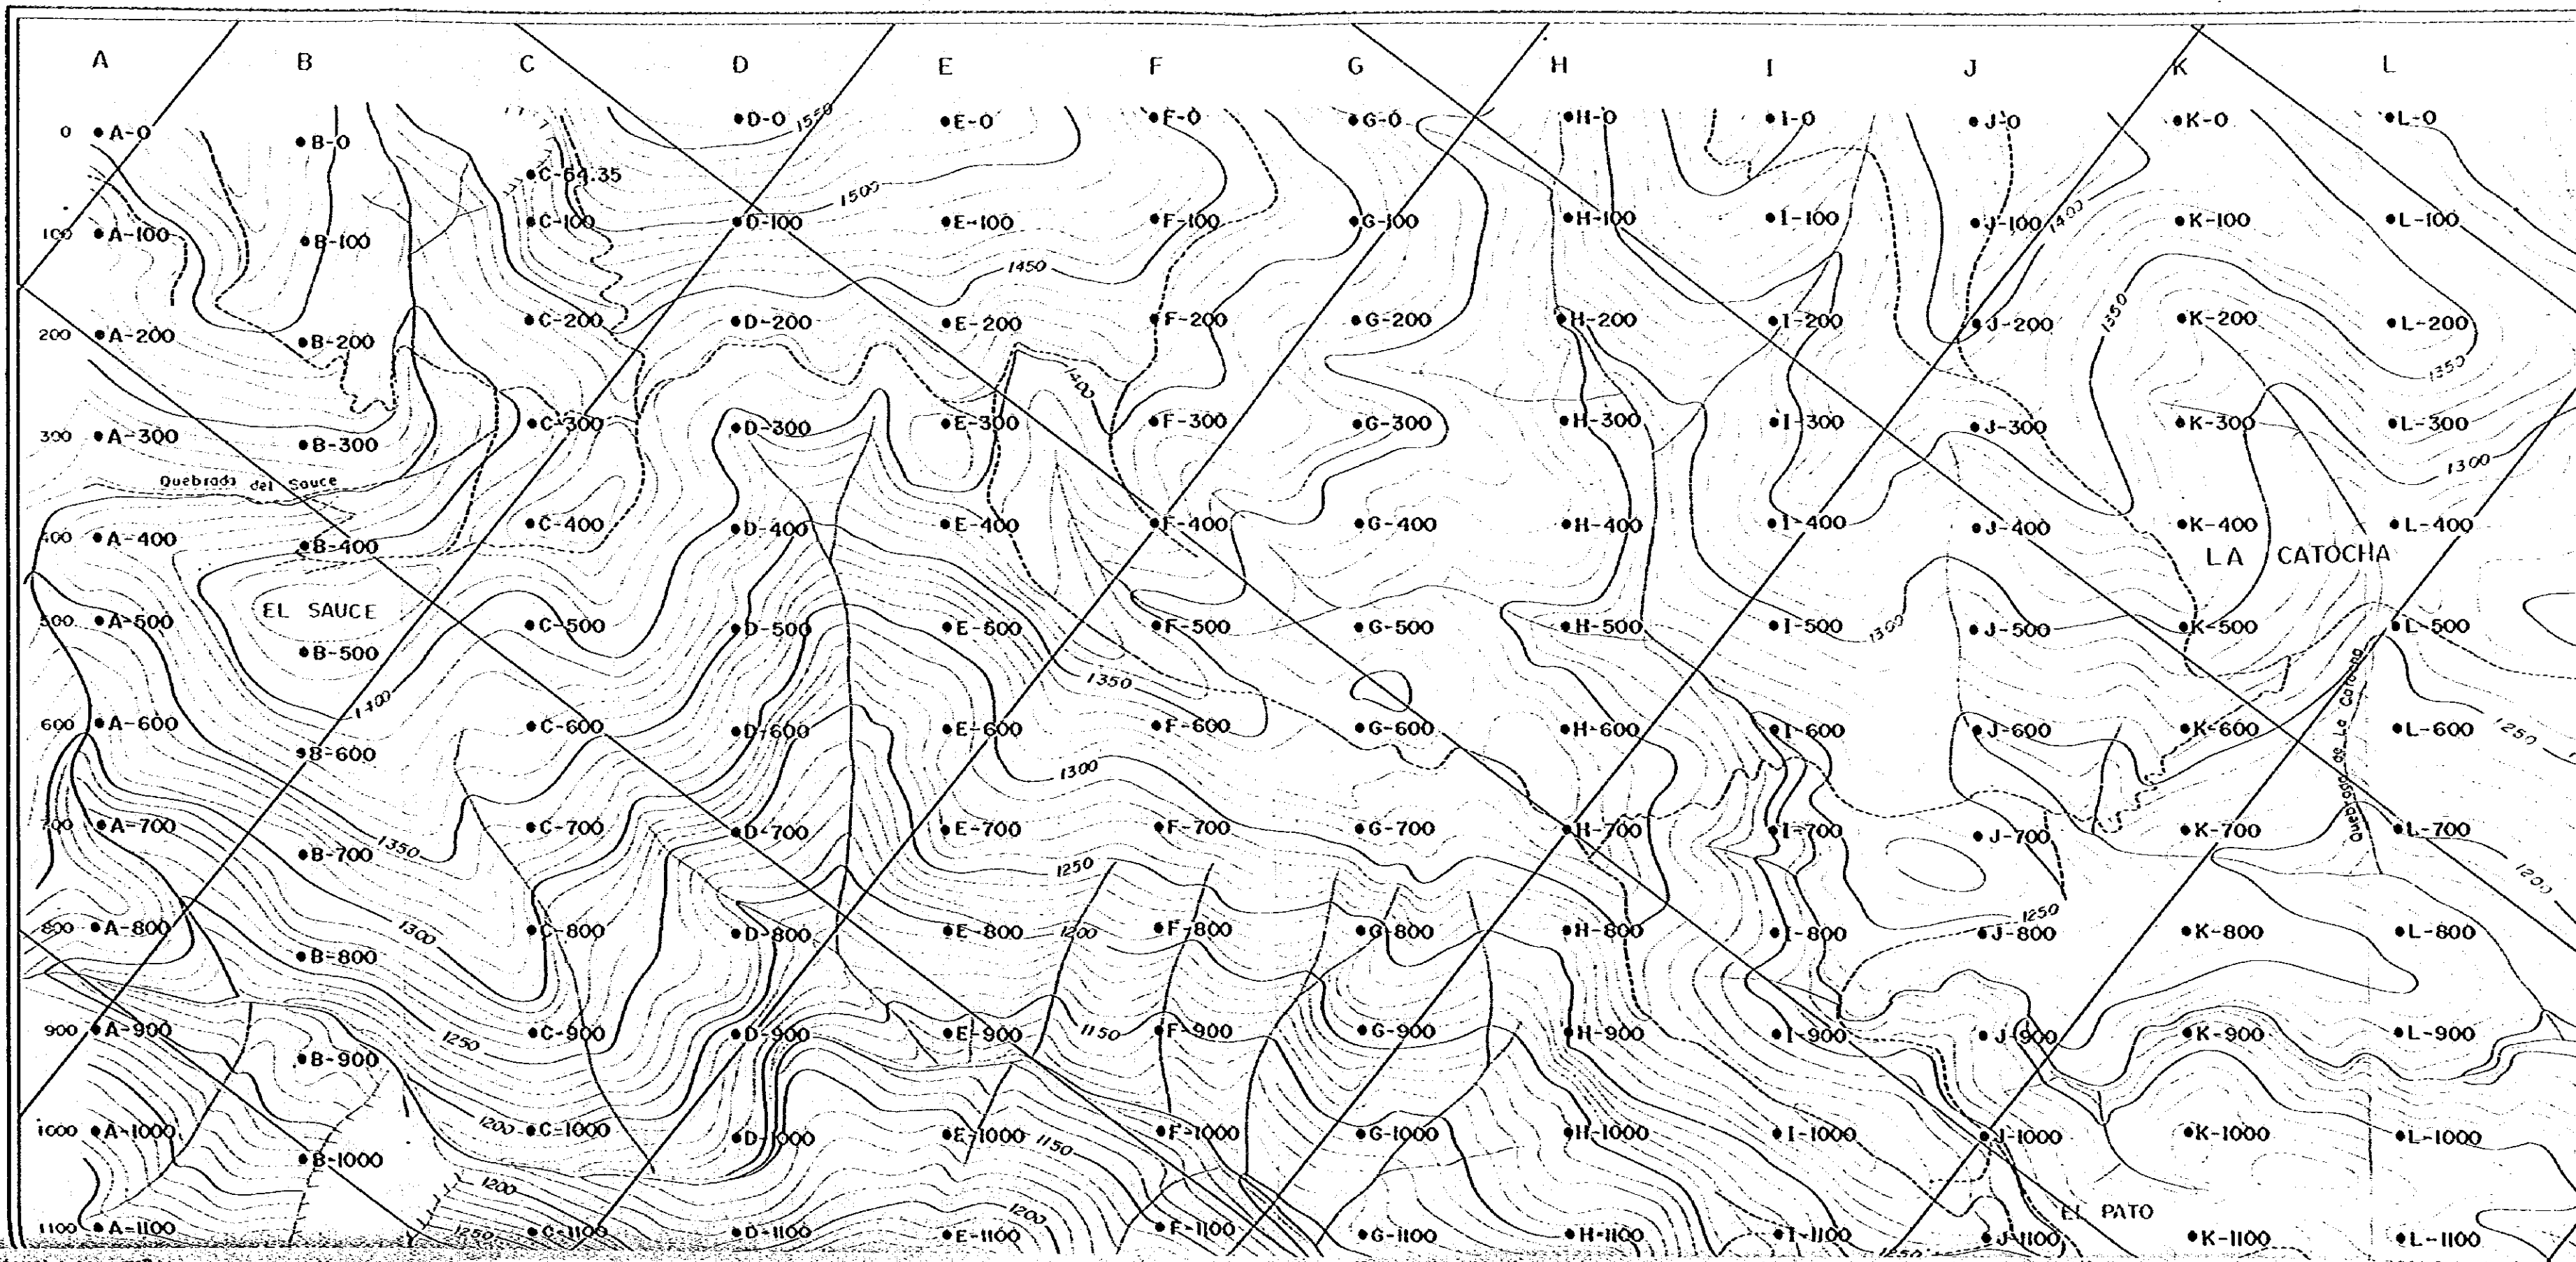 A B C D E F G H I J K L
0 A-0 B-0 D-0 1550 E-0 F-0 G-0 H-0 I-0 J-0 K-0 L-0
C-64.35
1500
100 A-100 B-100 C-100 D-100 E-100 F-100 G-100 H-100 I-100 J-100 1400 K-100 L-100
1450
1350
200 A-200 B-200 C-200 D-200 E-200 F-200 G-200 H-200 I-200 J-200 K-200 L-200
1400 1350
300 A-300 B-300 C-300 D-300 E-300 F-300 G-300 H-300 I-300 J-300 K-300 L-300
1300
Quebrada del Sauce
400 A-400 B-400 C-400 D-400 E-400 F-400 G-400 H-400 I-400 J-400 K-400 L-400
LA CATOCHA
EL SAUCE
500 A-500 B-500 C-500 D-500 E-500 F-500 G-500 H-500 I-500 1300 J-500 K-500 L-500
1400 1350
Quebrada de La Catocha
600 A-600 B-600 C-600 D-600 E-600 F-600 G-600 H-600 I-600 J-600 K-600 L-600
1250
1300
700 A-700 B-700 C-700 D-700 E-700 F-700 G-700 H-700 I-700 J-700 K-700 L-700
1350 1250 1200
1250
800 A-800 B-800 1300 C-800 D-800 E-800 1200 F-800 G-800 H-800 I-800 J-800 K-800 L-800
900 A-900 B-900 1250 C-900 D-900 E-900 1150 F-900 G-900 H-900 I-900 J-900 K-900 L-900
1000 A-1000 B-1000 1200 C-1000 D-1000 E-1000 1150 F-1000 G-1000 H-1000 I-1000 J-1000 K-1000 L-1000
1200 1200
EL PATO
1100 A-1100 1250 C-1100 D-1100 E-1100 F-1100 G-1100 H-1100 I-1100 J-1100 K-1100 L-1100